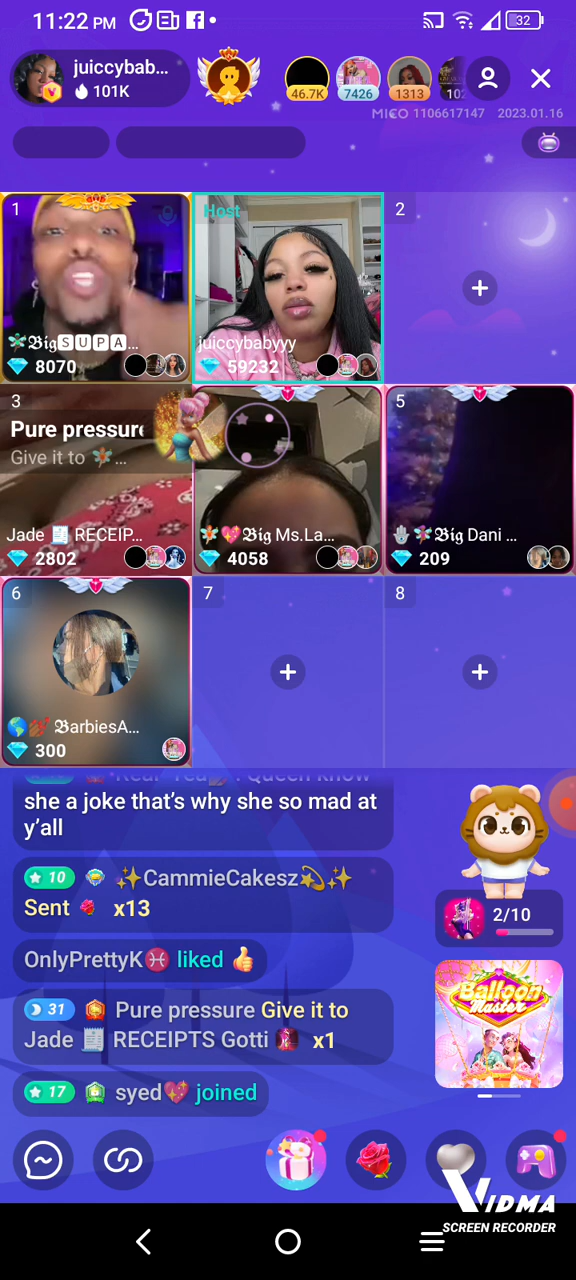 11:22 PM
32
juiccybab...
101K
46.7K
7426
1313
MICO 1106617147 2023.01.16
1
Host
2
𝕭𝖎𝖌🆂🆄🅿🅰...
8070
juiccybabyyy
59232
3
Pure pressure
Give it to 🧚...
5
Jade 🧾 RECEIP...
2802
🧚💖𝕭𝖎𝖌 Ms.La...
4058
𝕭𝖎𝖌 Dani ...
209
6
7
8
🌎💅🏾 𝕭arbiesA...
300
she a joke that's why she so mad at
y'all
10 ✨CammieCakesz💫✨
Sent 🌹 x13
OnlyPrettyK♓ liked 👍
2/10
Balloon
Master
31 Pure pressure Give it to
Jade 🧾 RECEIPTS Gotti x1
17 syed💖 joined
VIDMA
SCREEN RECORDER